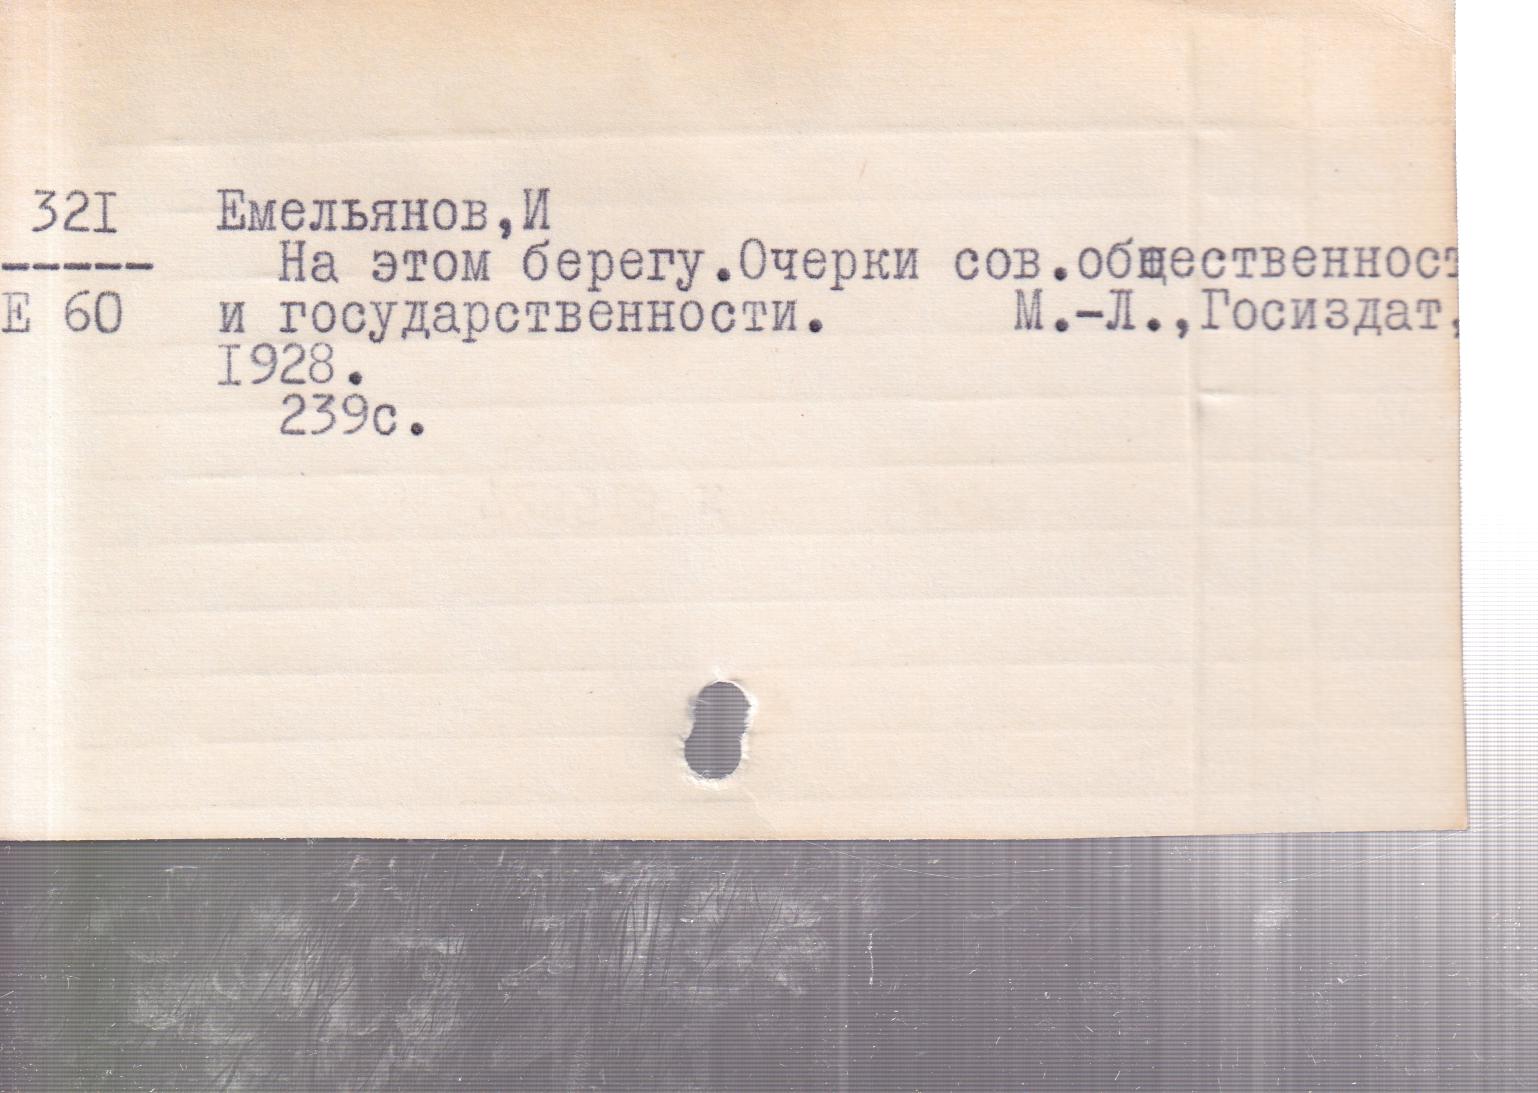 321 Емельянов,И
----- На этом берегу.Очерки сов.общественност
Е 60 и государственности. М.-Л.,Госиздат,
1928.
239с.